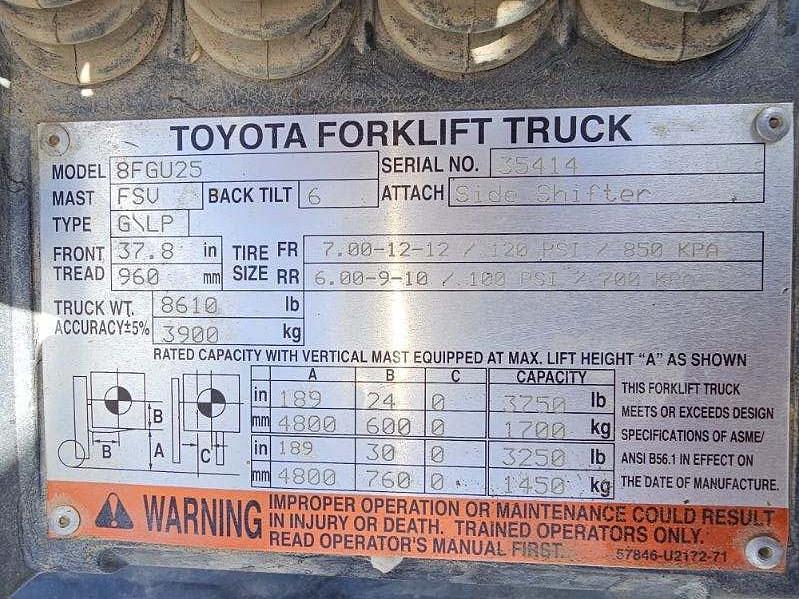 TOYOTA FORKLIFT TRUCK
MODEL 8FGU25 SERIAL NO. 35414
MAST FSV BACK TILT 6 ATTACH Side Shifter
TYPE G\LP
FRONT TREAD 37.8 in 960 mm
TIRE SIZE FR 7.00-12-12 / 120 PSI / 850 KPA
RR 6.00-9-10 / 100 PSI / 700 KPA
TRUCK WT. 8610 lb
ACCURACY±5% 3900 kg
RATED CAPACITY WITH VERTICAL MAST EQUIPPED AT MAX. LIFT HEIGHT "A" AS SHOWN
A B C CAPACITY
in 189 24 0 3750 lb
mm 4800 600 0 1700 kg
in 189 30 0 3250 lb
mm 4800 760 0 1450 kg
B B A C
THIS FORKLIFT TRUCK
MEETS OR EXCEEDS DESIGN
SPECIFICATIONS OF ASME/
ANSI B56.1 IN EFFECT ON
THE DATE OF MANUFACTURE.
WARNING
IMPROPER OPERATION OR MAINTENANCE COULD RESULT
IN INJURY OR DEATH. TRAINED OPERATORS ONLY.
READ OPERATOR'S MANUAL FIRST.
57846-U2172-71